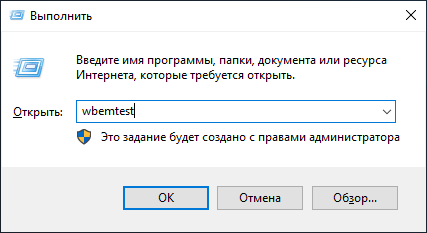 Выполнить
Введите имя программы, папки, документа или ресурса
Интернета, которые требуется открыть.
Открыть: wbemtest
Это задание будет создано с правами администратора
ОК Отмена Обзор...